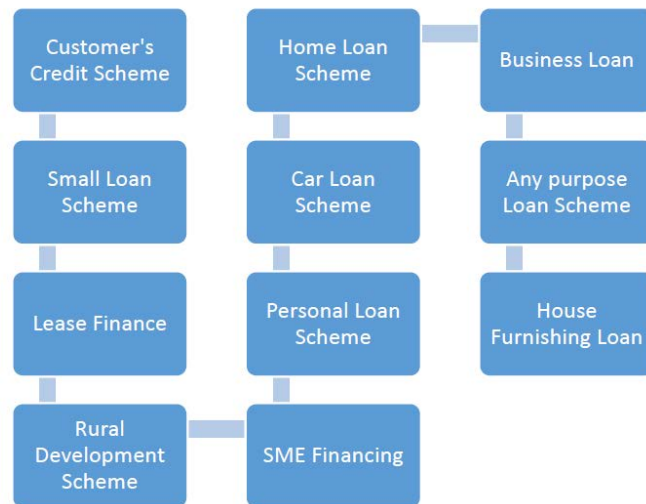 Customer's
Credit Scheme
Small Loan
Scheme
Lease Finance
Rural
Development
Scheme
SME Financing
Personal Loan
Scheme
Car Loan
Scheme
Home Loan
Scheme
Business Loan
Any purpose
Loan Scheme
House
Furnishing Loan